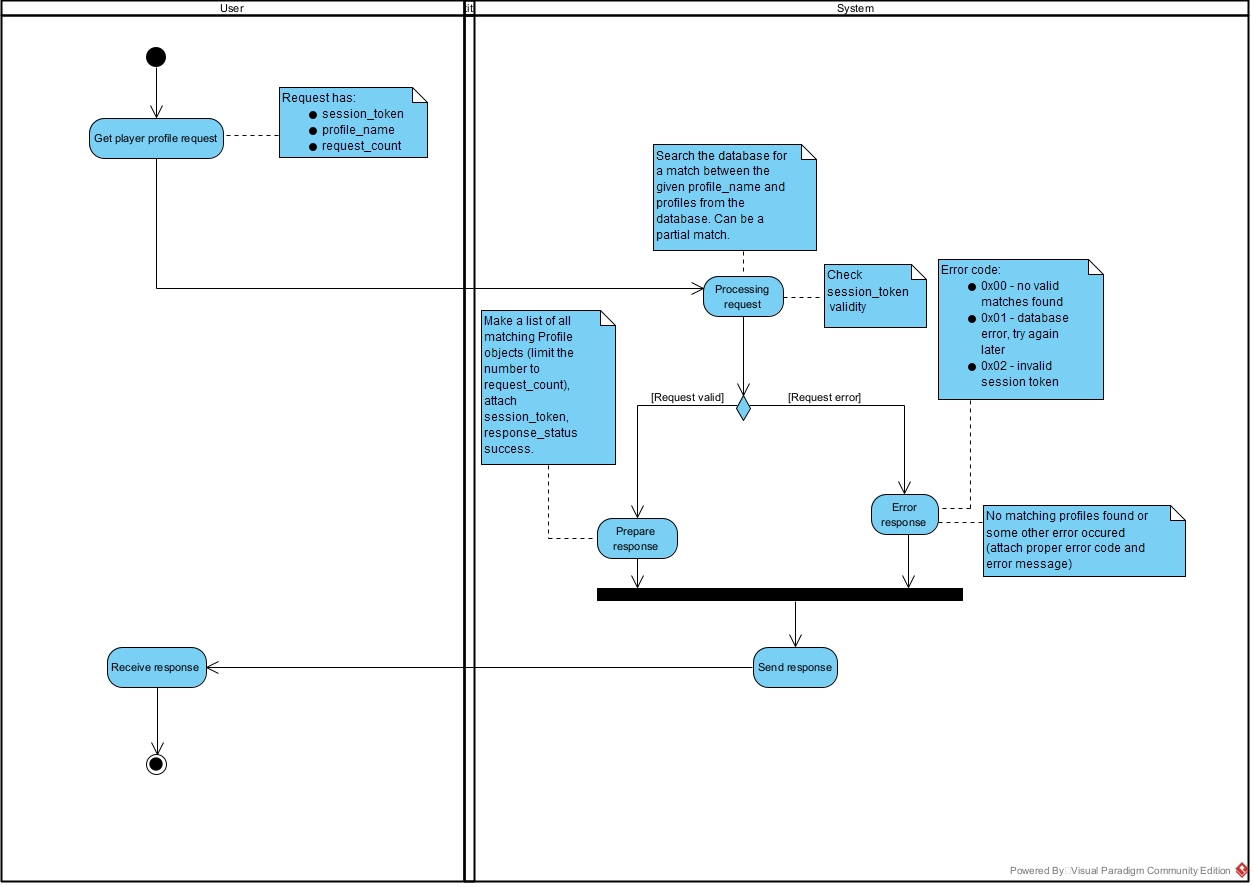 User
System
Get player profile request
Request has:
● session_token
● profile_name
● request_count
Search the database for
a match between the
given profile_name and
profiles from the
database. Can be a
partial match.
Processing
request
Check
session_token
validity
Error code:
● 0x00 - no valid
matches found
● 0x01 - database
error, try again
later
● 0x02 - invalid
session token
Make a list of all
matching Profile
objects (limit the
number to
request_count),
attach
session_token,
response_status
success.
[Request valid]
[Request error]
Prepare
response
Error
response
No matching profiles found or
some other error occured
(attach proper error code and
error message)
Receive response
Send response
Powered By Visual Paradigm Community Edition